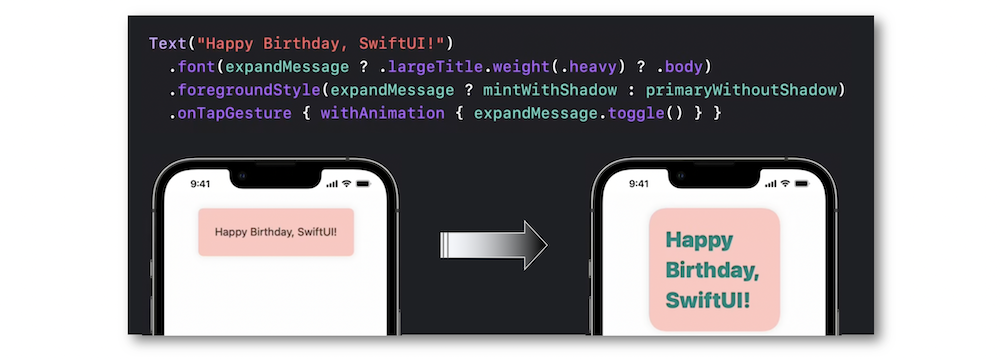 Text("Happy Birthday, SwiftUI!")
.font(expandMessage ? .largeTitle.weight(.heavy) ? .body)
.foregroundStyle(expandMessage ? mintWithShadow : primaryWithoutShadow)
.onTapGesture { withAnimation { expandMessage.toggle() } }
9:41
Happy Birthday, SwiftUI!
9:41
Happy
Birthday,
SwiftUI!